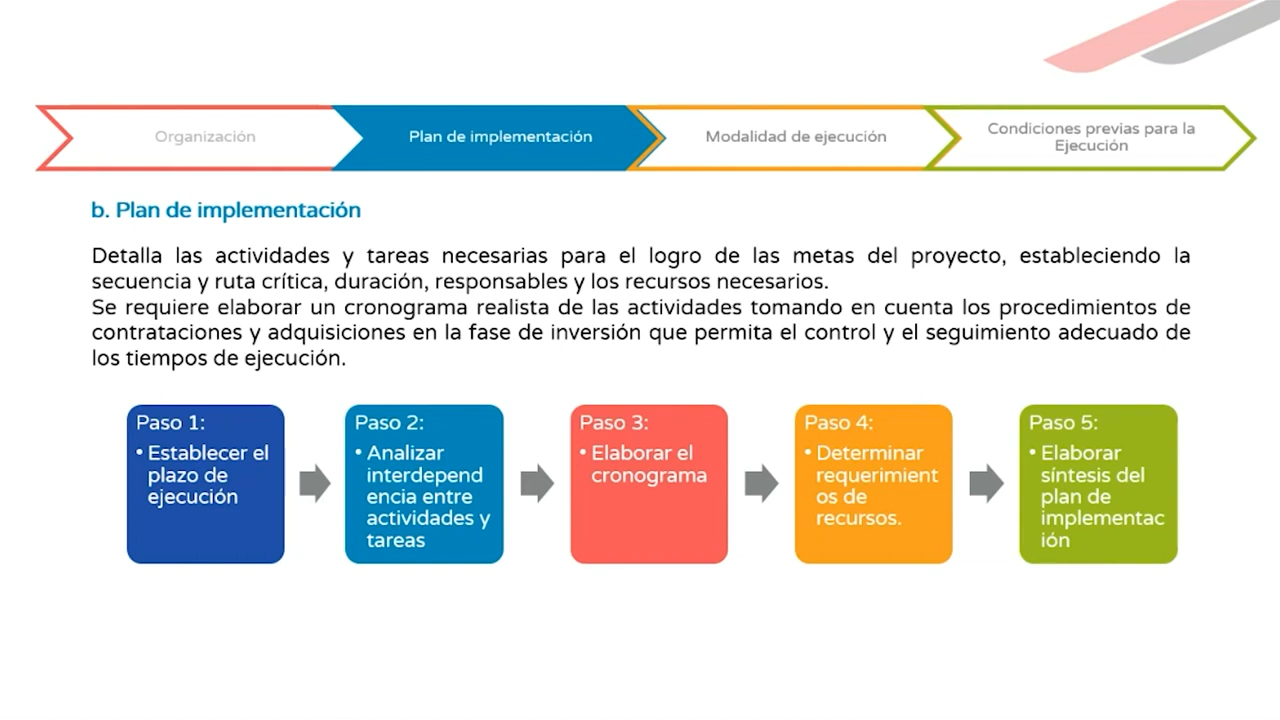 Organización
Plan de implementación
Modalidad de ejecución
Condiciones previas para la
Ejecución
b. Plan de implementación
Detalla las actividades y tareas necesarias para el logro de las metas del proyecto, estableciendo la
secuencia y ruta crítica, duración, responsables y los recursos necesarios.
Se requiere elaborar un cronograma realista de las actividades tomando en cuenta los procedimientos de
contrataciones y adquisiciones en la fase de inversión que permita el control y el seguimiento adecuado de
los tiempos de ejecución.
Paso 1:
• Establecer el
plazo de
ejecución
Paso 2:
• Analizar
interdepend
encia entre
actividades y
tareas
Paso 3:
• Elaborar el
cronograma
Paso 4:
• Determinar
requerimient
os de
recursos.
Paso 5:
• Elaborar
síntesis del
plan de
implementac
ión